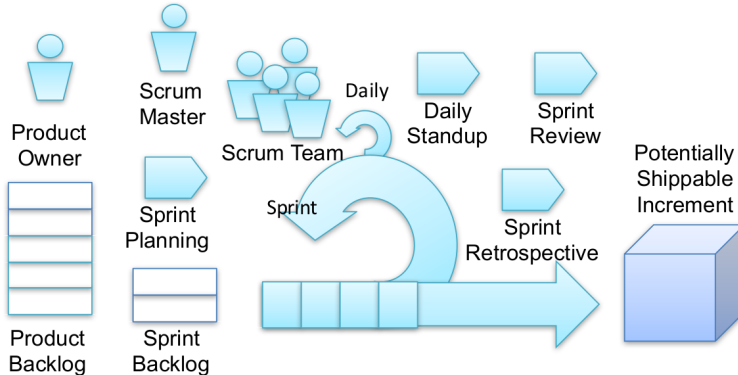 Product
Owner
Product
Backlog
Scrum
Master
Sprint
Planning
Sprint
Backlog
Scrum Team
Daily
Sprint
Daily
Standup
Sprint
Review
Sprint
Retrospective
Potentially
Shippable
Increment